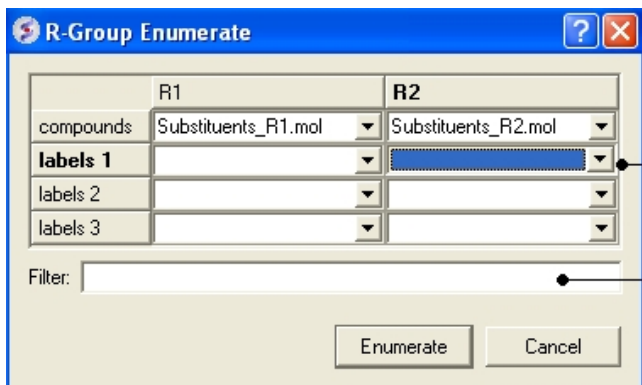 R-Group Enumerate
R1 R2
compounds Substituents_R1.mol Substituents_R2.mol
labels 1
labels 2
labels 3
Filter:
Enumerate Cancel